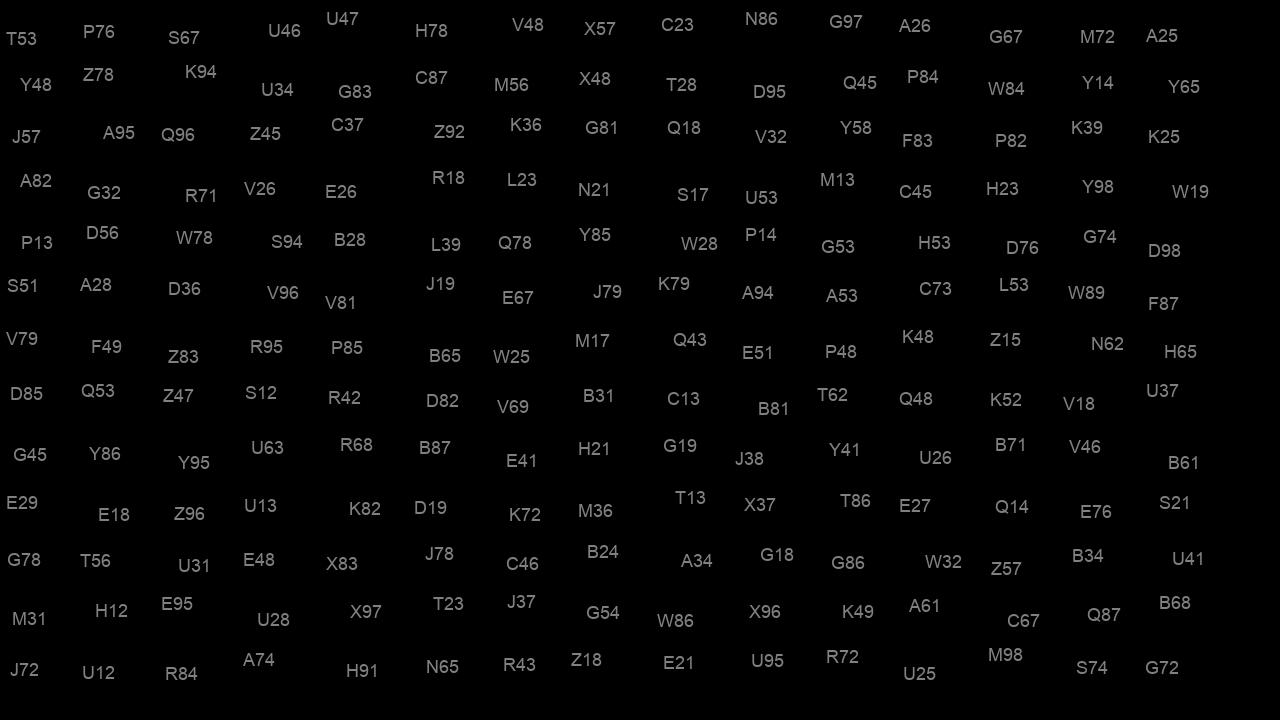 T53 P76 S67 U46 U47 H78 V48 X57 C23 N86 G97 A26 G67 M72 A25
Y48 Z78 K94 U34 G83 C87 M56 X48 T28 D95 Q45 P84 W84 Y14 Y65
J57 A95 Q96 Z45 C37 Z92 K36 G81 Q18 V32 Y58 F83 P82 K39 K25
A82 G32 R71 V26 E26 R18 L23 N21 S17 U53 M13 C45 H23 Y98 W19
P13 D56 W78 S94 B28 L39 Q78 Y85 W28 P14 G53 H53 D76 G74 D98
S51 A28 D36 V96 V81 J19 E67 J79 K79 A94 A53 C73 L53 W89 F87
V79 F49 Z83 R95 P85 B65 W25 M17 Q43 E51 P48 K48 Z15 N62 H65
D85 Q53 Z47 S12 R42 D82 V69 B31 C13 B81 T62 Q48 K52 V18 U37
G45 Y86 Y95 U63 R68 B87 E41 H21 G19 J38 Y41 U26 B71 V46 B61
E29 E18 Z96 U13 K82 D19 K72 M36 T13 X37 T86 E27 Q14 E76 S21
G78 T56 U31 E48 X83 J78 C46 B24 A34 G18 G86 W32 Z57 B34 U41
M31 H12 E95 U28 X97 T23 J37 G54 W86 X96 K49 A61 C67 Q87 B68
J72 U12 R84 A74 H91 N65 R43 Z18 E21 U95 R72 U25 M98 S74 G72